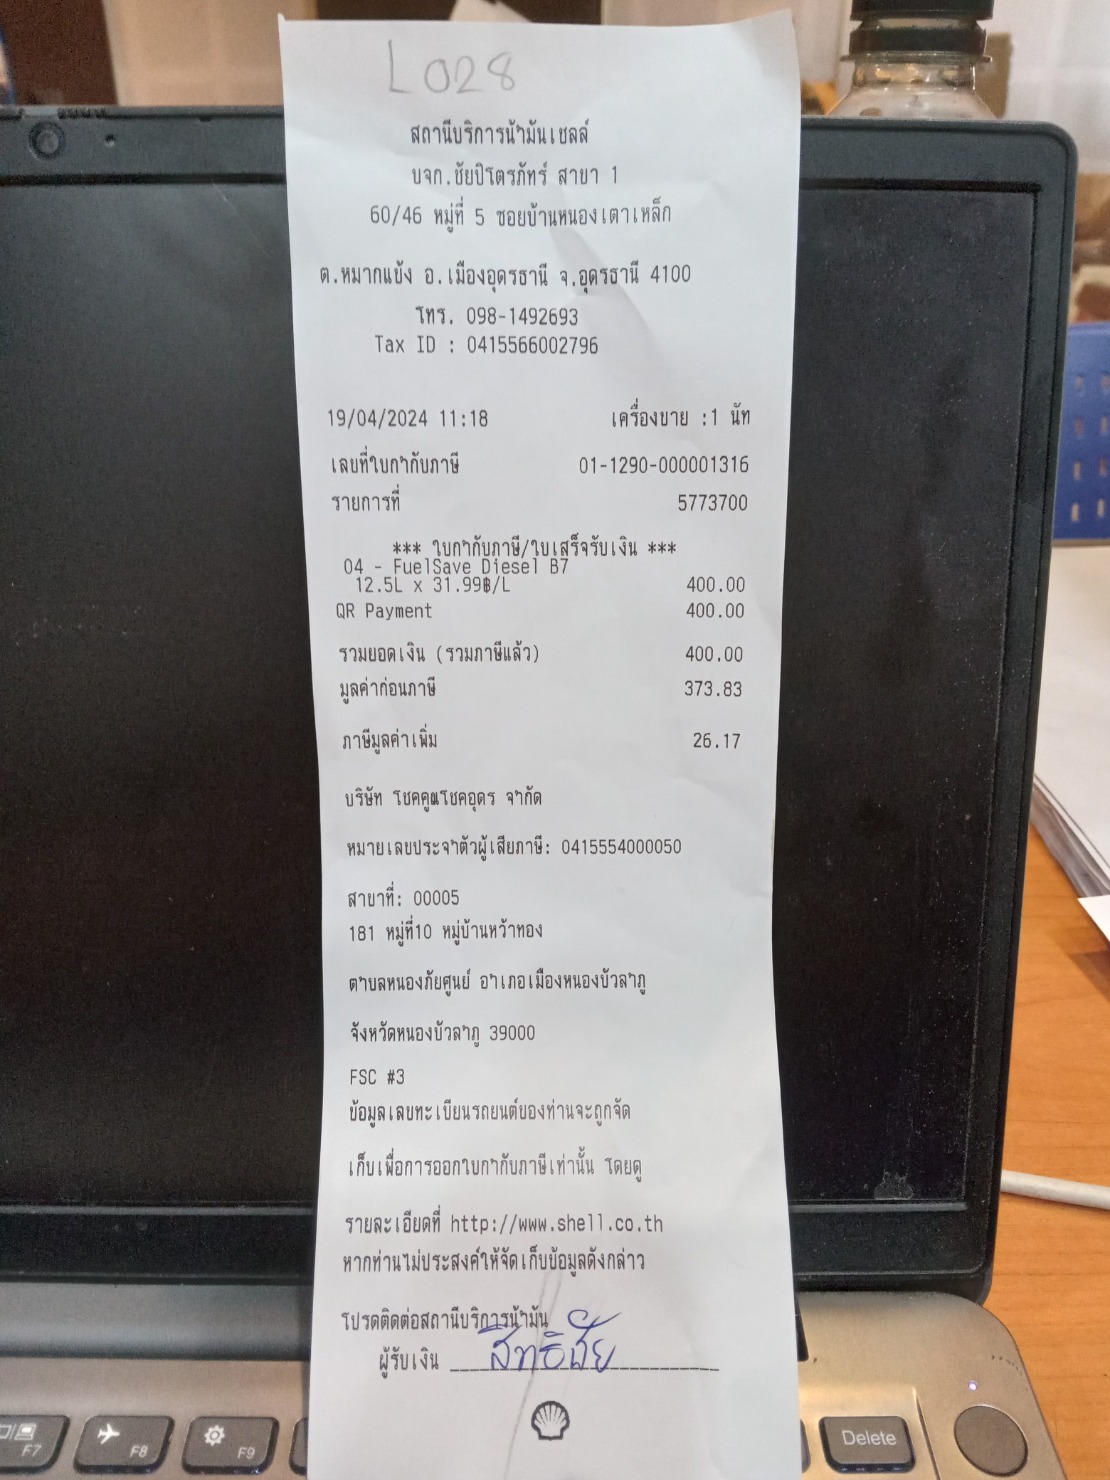 L028
สถานีบริการน้ำมันเชลล์
บจก.ชัยปิโตรภัทร์ สาขา 1
60/46 หมู่ที่ 5 ซอยบ้านหนองเตาเหล็ก
ต.หมากแข้ง อ.เมืองอุดรธานี จ.อุดรธานี 4100
โทร. 098-1492693
Tax ID : 0415566002796
19/04/2024 11:18 เครื่องขาย :1 นัท
เลขที่ใบกำกับภาษี 01-1290-000001316
รายการที่ 5773700
*** ใบกำกับภาษี/ใบเสร็จรับเงิน ***
04 - FuelSave Diesel B7
12.5L x 31.99฿/L 400.00
QR Payment 400.00
รวมยอดเงิน (รวมภาษีแล้ว) 400.00
มูลค่าก่อนภาษี 373.83
ภาษีมูลค่าเพิ่ม 26.17
บริษัท โชคคูณโชคอุดร จำกัด
หมายเลขประจำตัวผู้เสียภาษี: 0415554000050
สาขาที่: 00005
181 หมู่ที่10 หมู่บ้านหว้าทอง
ตำบลหนองภัยศูนย์ อำเภอเมืองหนองบัวลำภู
จังหวัดหนองบัวลำภู 39000
FSC #3
ข้อมูลเลขทะเบียนรถยนต์ของท่านจะถูกจัด
เก็บเพื่อการออกใบกำกับภาษีเท่านั้น โดยดู
รายละเอียดที่ http://www.shell.co.th
หากท่านไม่ประสงค์ให้จัดเก็บข้อมูลดังกล่าว
โปรดติดต่อสถานีบริการน้ำมัน
ผู้รับเงิน สิทธิชัย
F7
F8
F9
Delete